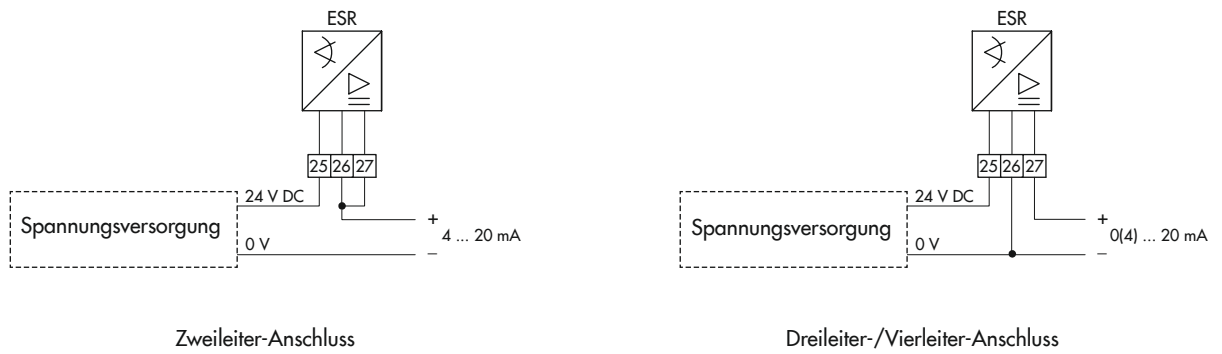 ESR
25 26 27
24 V DC
Spannungsversorgung
0 V
+
4 ... 20 mA
–
Zweileiter-Anschluss
ESR
25 26 27
24 V DC
Spannungsversorgung
0 V
+
0(4) ... 20 mA
–
Dreileiter-/Vierleiter-Anschluss